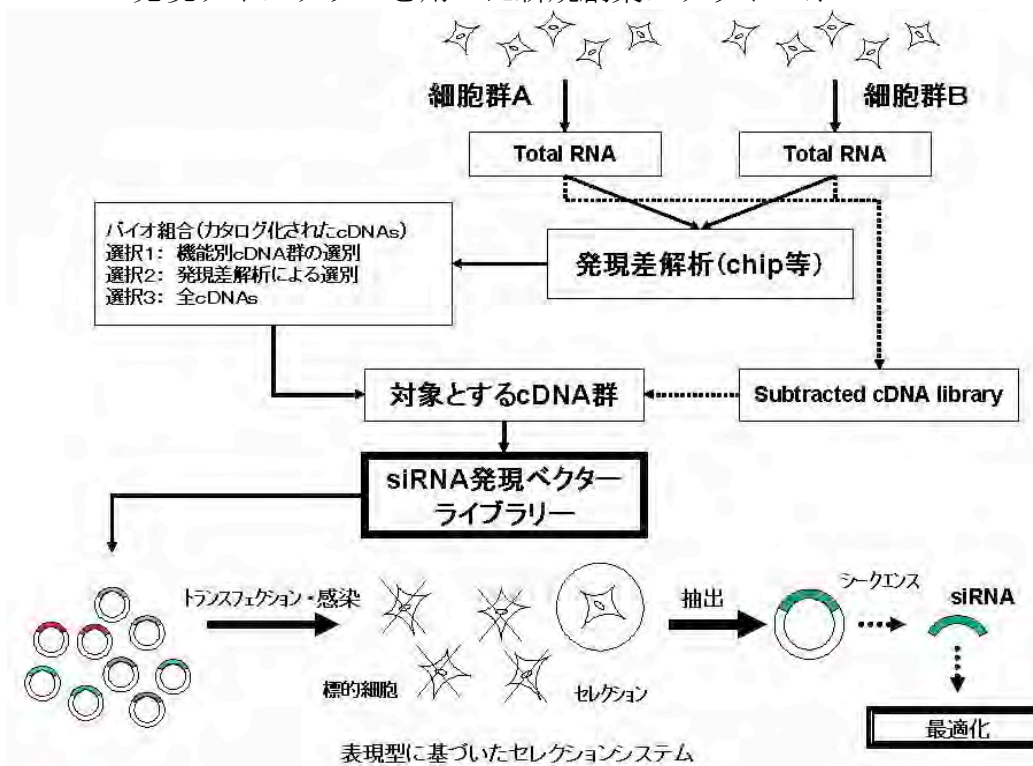 細胞群A
細胞群B
Total RNA
Total RNA
バイオ組合(カタログ化されたcDNAs)
選択1: 機能別cDNA群の選別
選択2: 発現差解析による選別
選択3: 全cDNAs
発現差解析(chip等)
対象とするcDNA群
Subtracted cDNA library
siRNA発現ベクター
ライブラリー
トランスフェクション・感染
抽出
シークエンス
siRNA
標的細胞
セレクション
最適化
表現型に基づいたセレクションシステム